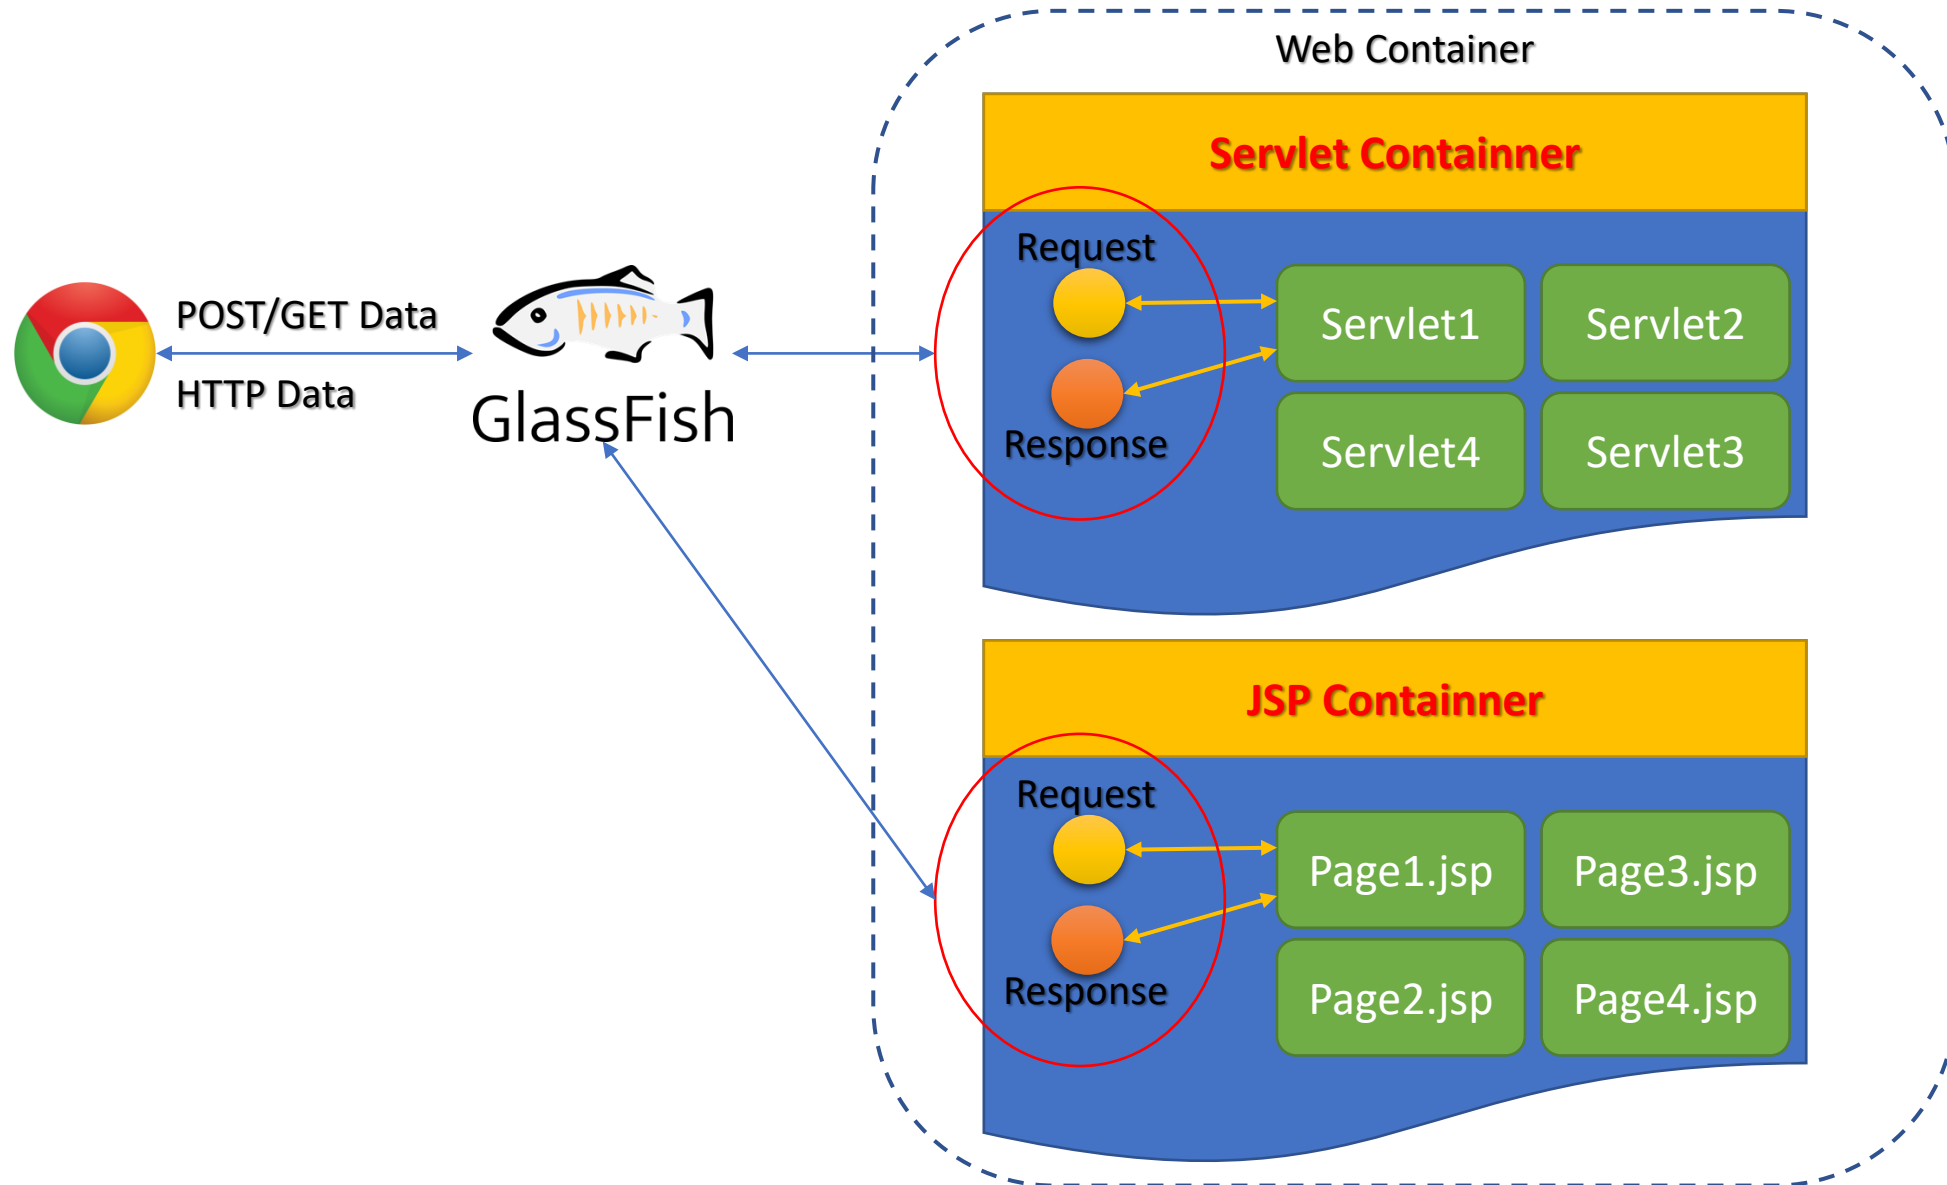 Web Container
Servlet Containner
Request
Response
Servlet1
Servlet2
Servlet4
Servlet3
POST/GET Data
HTTP Data
GlassFish
JSP Containner
Request
Response
Page1.jsp
Page3.jsp
Page2.jsp
Page4.jsp